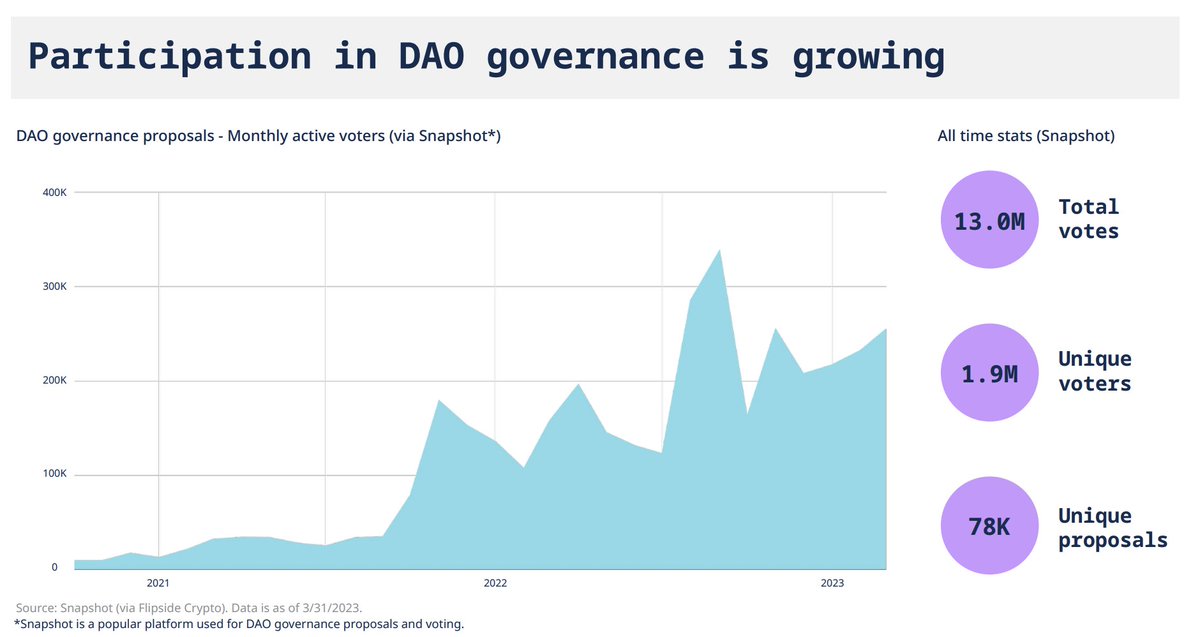 Participation in DAO governance is growing
DAO governance proposals - Monthly active voters (via Snapshot*)
400K
300K
200K
100K
0
2021
2022
2023
All time stats (Snapshot)
13.0M
Total
votes
1.9M
Unique
voters
78K
Unique
proposals
Source: Snapshot (via Flipside Crypto). Data is as of 3/31/2023.
*Snapshot is a popular platform used for DAO governance proposals and voting.